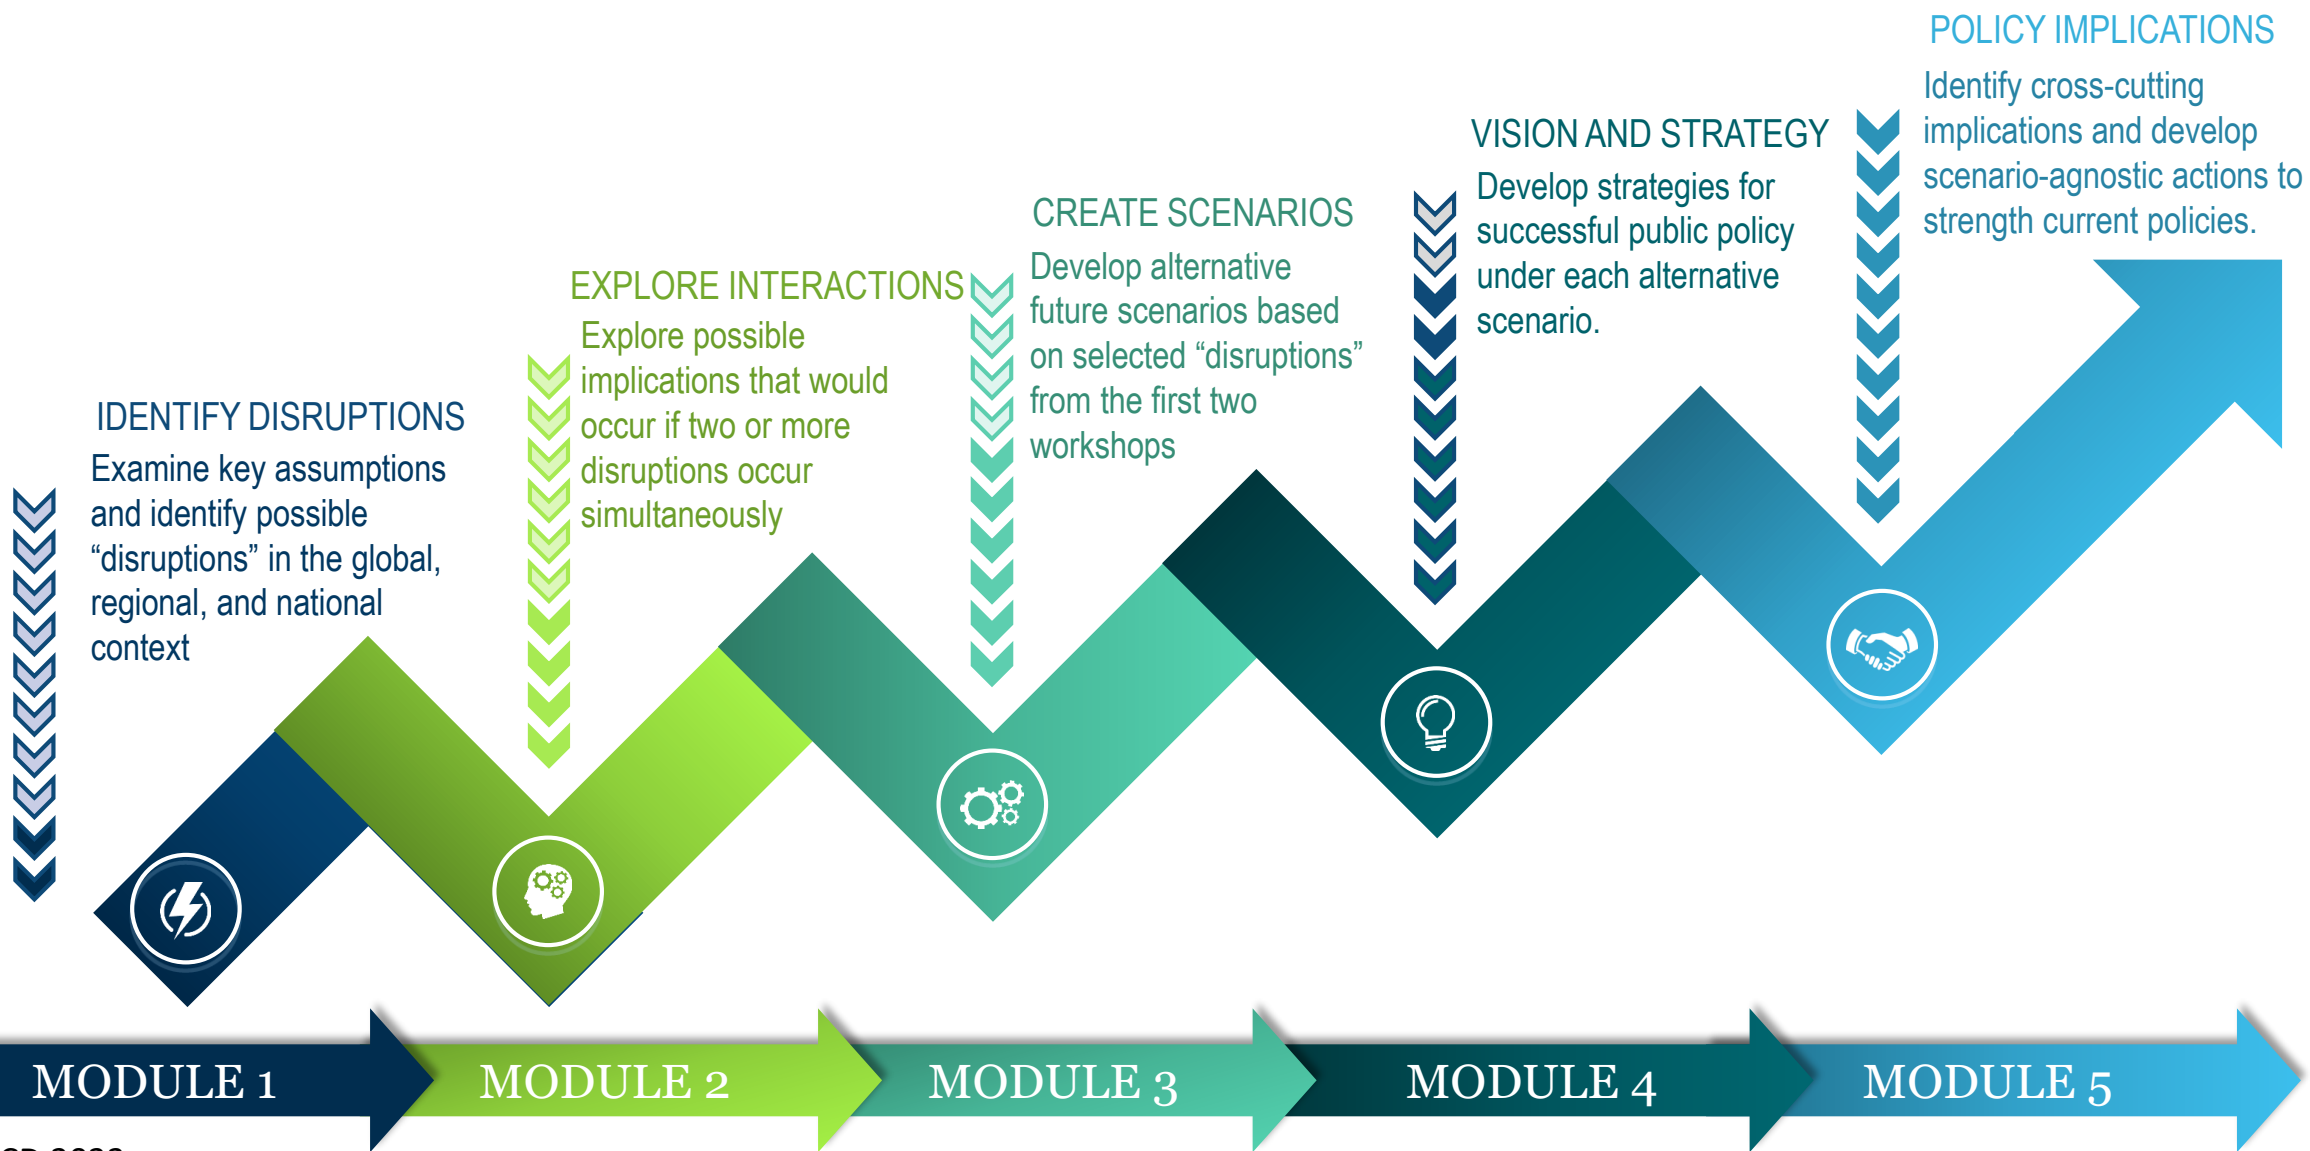 IDENTIFY DISRUPTIONS
Examine key assumptions
and identify possible
“disruptions” in the global,
regional, and national
context
EXPLORE INTERACTIONS
Explore possible
implications that would
occur if two or more
disruptions occur
simultaneously
CREATE SCENARIOS
Develop alternative
future scenarios based
on selected “disruptions”
from the first two
workshops
VISION AND STRATEGY
Develop strategies for
successful public policy
under each alternative
scenario.
POLICY IMPLICATIONS
Identify cross-cutting
implications and develop
scenario-agnostic actions to
strength current policies.
MODULE 1
MODULE 2
MODULE 3
MODULE 4
MODULE 5